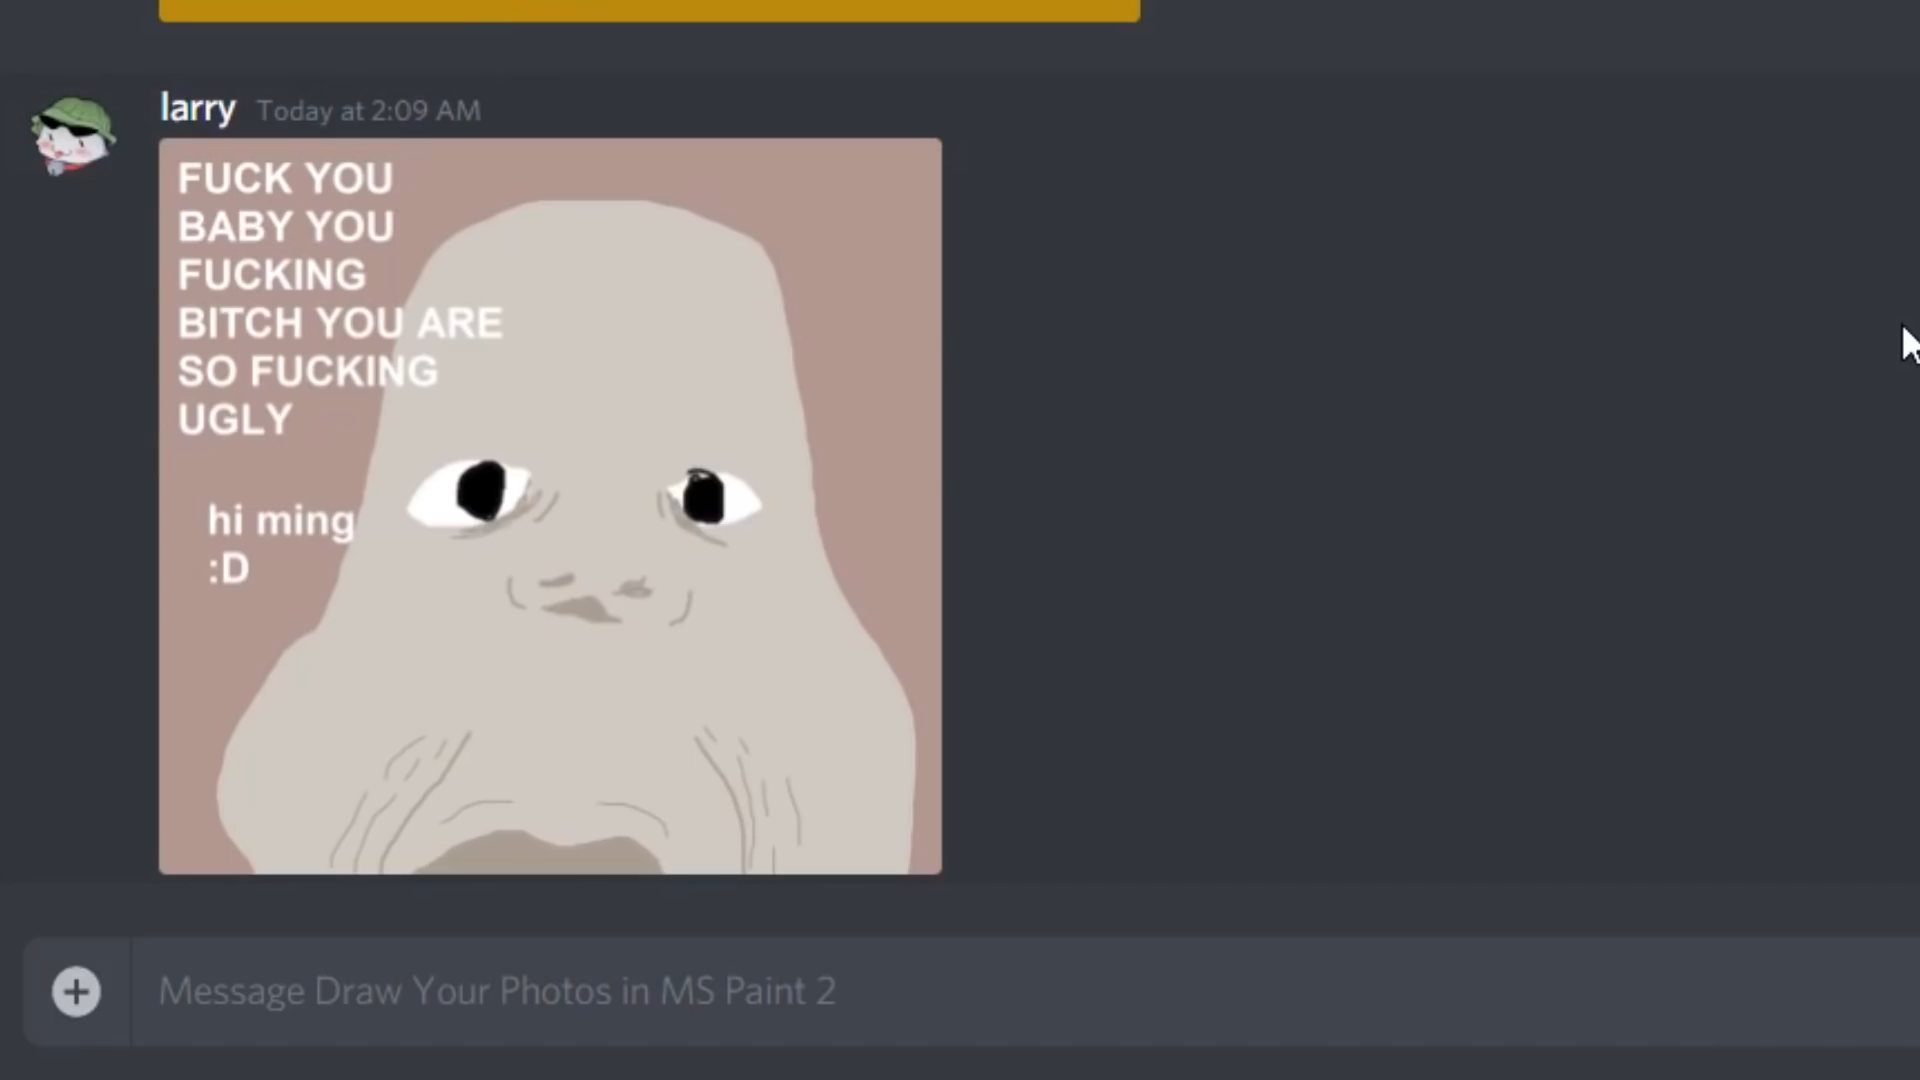 larry Today at 2:09 AM
FUCK YOU
BABY YOU
FUCKING
BITCH YOU ARE
SO FUCKING
UGLY
hi ming
:D
Message Draw Your Photos in MS Paint 2